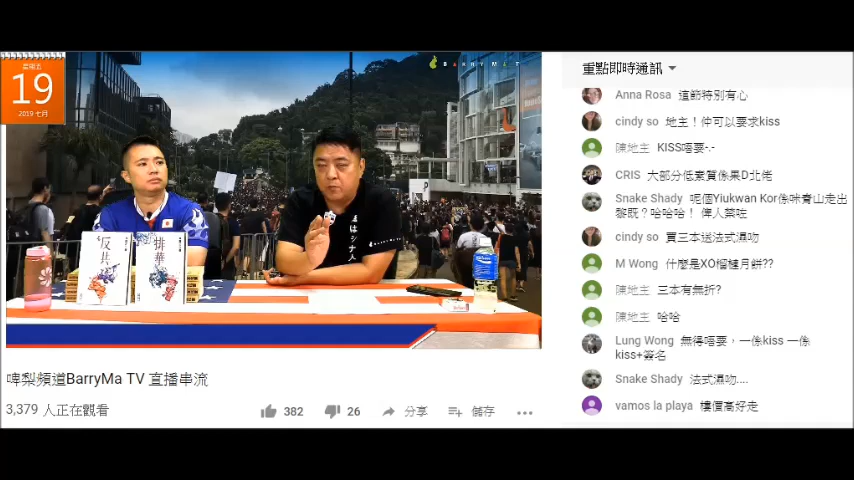 星期五
19
2019 七月
BARRYMAT
反共
排華
重點即時通訊
Anna Rosa 這節特別有心
cindy so 地主！仲可以要求kiss
陳地主 KISS唔要-.-
CRIS 大部分低素質係果D北佬
Snake Shady 呢個Yiukwan Kor係咪青山走出
黎既？哈哈哈！ 傻人
cindy so 買三本送法式濕吻
M Wong 什麼是XO榴槤月餅??
陳地主 三本有無折?
陳地主 哈哈
Lung Wong 無得唔要，一係kiss 一係
kiss+簽名
Snake Shady 法式濕吻....
vamos la playa 樓價高好走
啤梨頻道BarryMa TV 直播串流
3,379 人正在觀看
382
26
分享
儲存